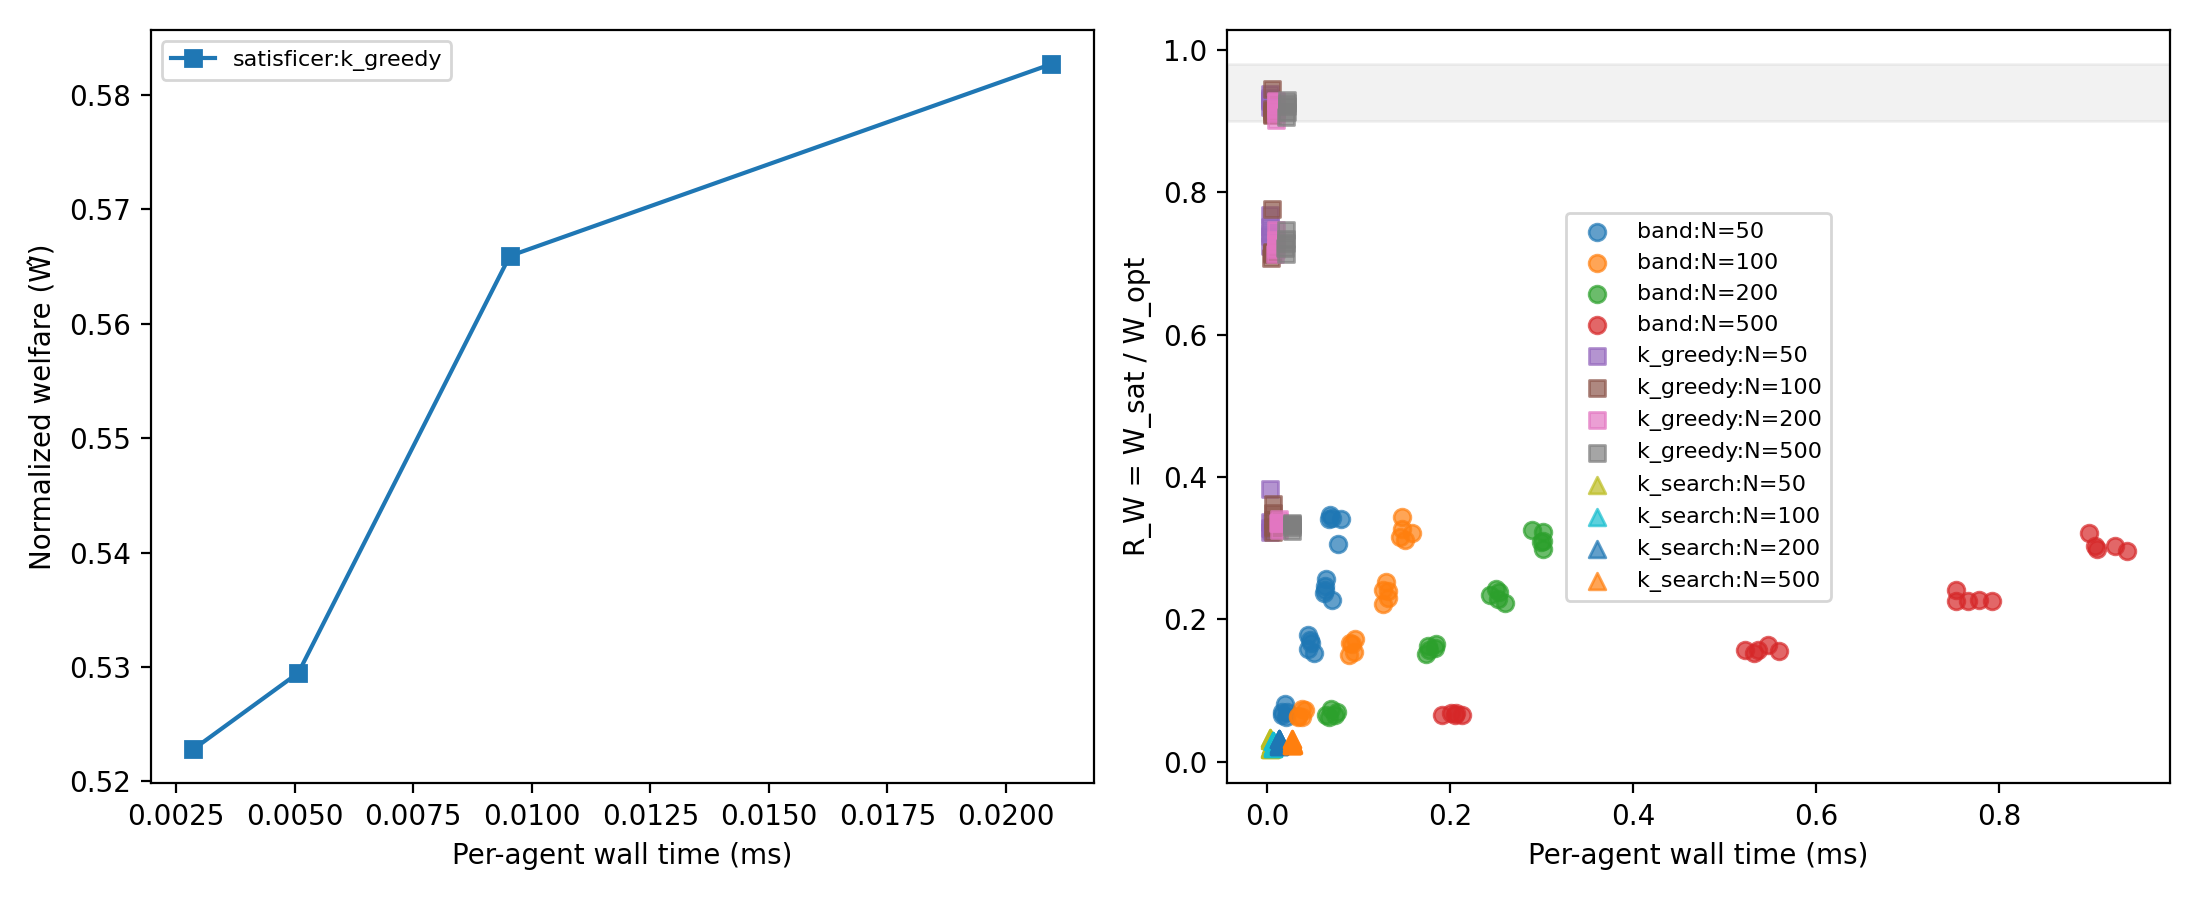 satisficer:k_greedy
Normalized welfare (Ŵ)
0.58
0.57
0.56
0.55
0.54
0.53
0.52
0.0025 0.0050 0.0075 0.0100 0.0125 0.0150 0.0175 0.0200
Per-agent wall time (ms)
R_W = W_sat / W_opt
1.0
0.8
0.6
0.4
0.2
0.0
band:N=50
band:N=100
band:N=200
band:N=500
k_greedy:N=50
k_greedy:N=100
k_greedy:N=200
k_greedy:N=500
k_search:N=50
k_search:N=100
k_search:N=200
k_search:N=500
0.0 0.2 0.4 0.6 0.8
Per-agent wall time (ms)